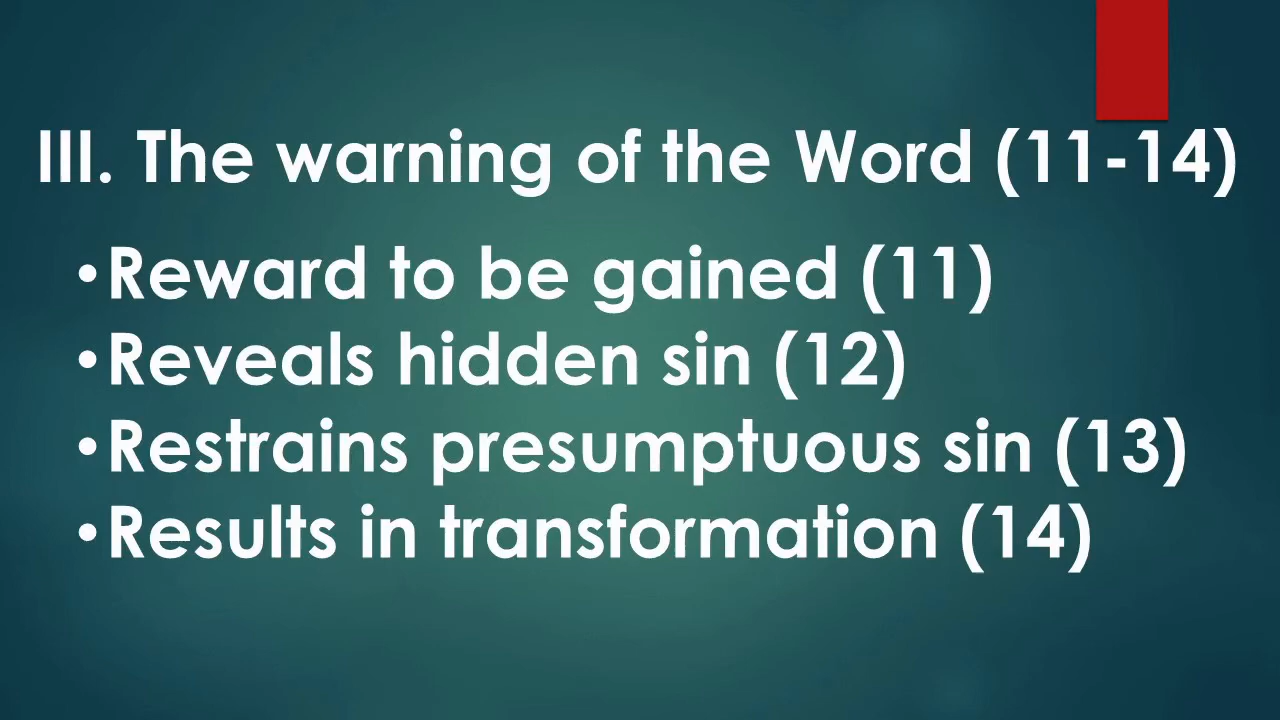 III. The warning of the Word (11-14)
•Reward to be gained (11)
•Reveals hidden sin (12)
•Restrains presumptuous sin (13)
•Results in transformation (14)